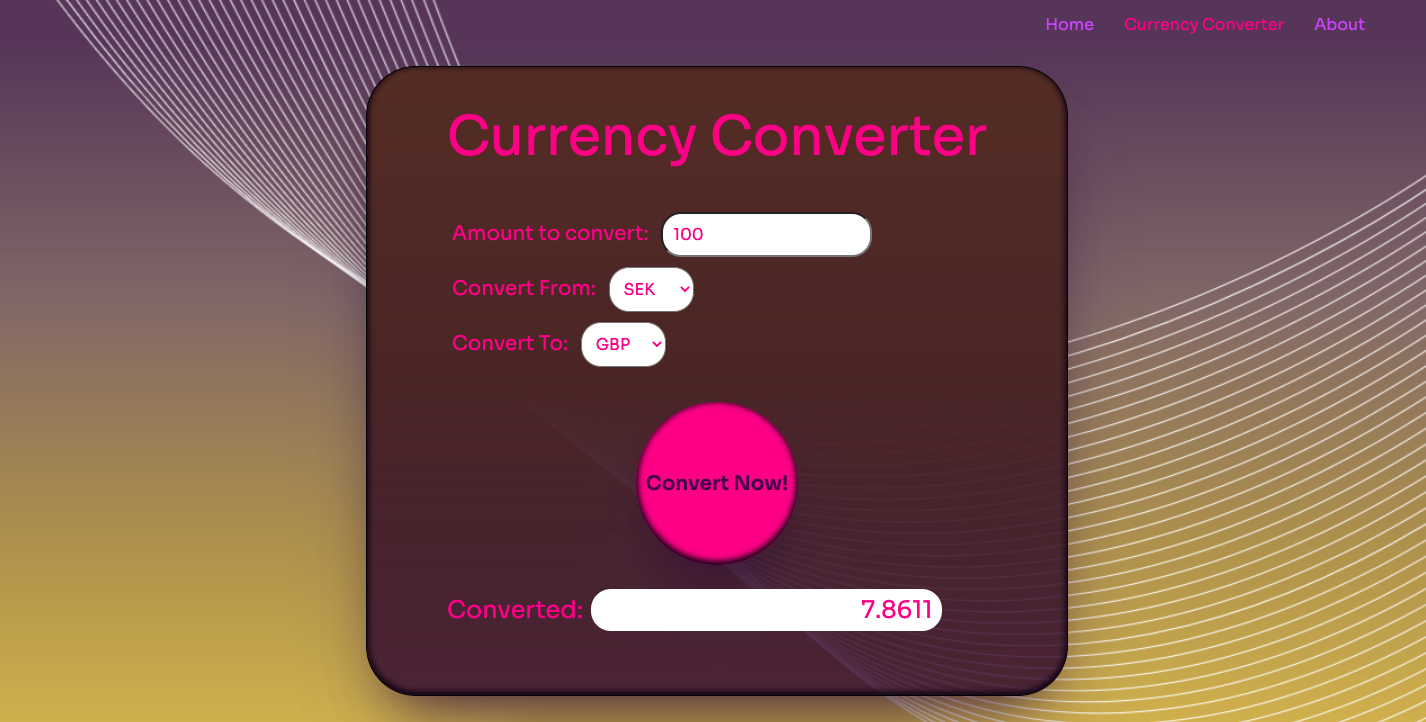 Home Currency Converter About
Currency Converter
Amount to convert: 100
Convert From: SEK
Convert To: GBP
Convert Now!
Converted: 7.8611